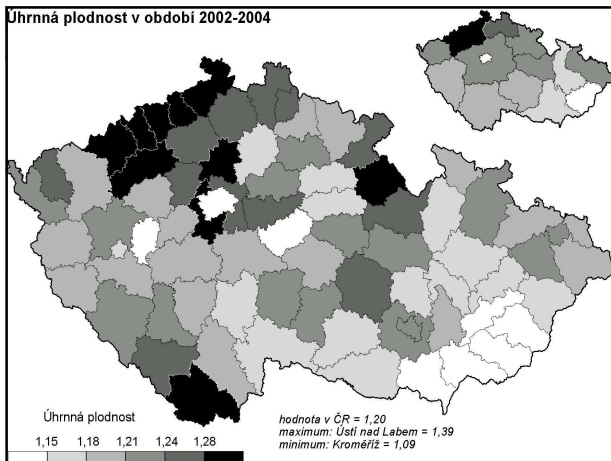 Úhrnná plodnost v období 2002-2004
Úhrnná plodnost
1,15 1,18 1,21 1,24 1,28
hodnota v ČR = 1,20
maximum: Ústí nad Labem = 1,39
minimum: Kroměříž = 1,09